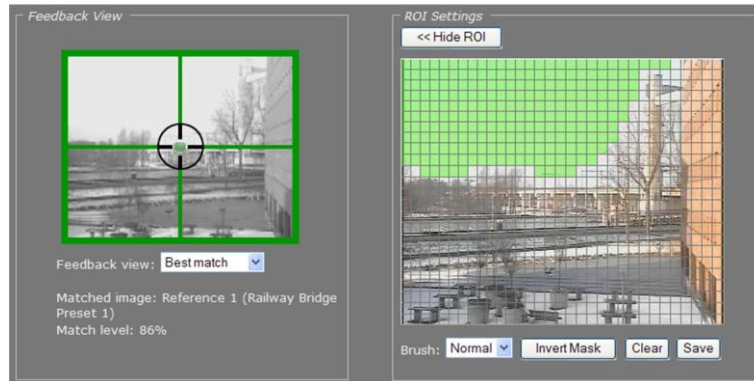 Feedback View
Feedback view: Best match
Matched image: Reference 1 (Railway Bridge
Preset 1)
Match level: 86%
ROI Settings
<< Hide ROI
Brush: Normal Invert Mask Clear Save